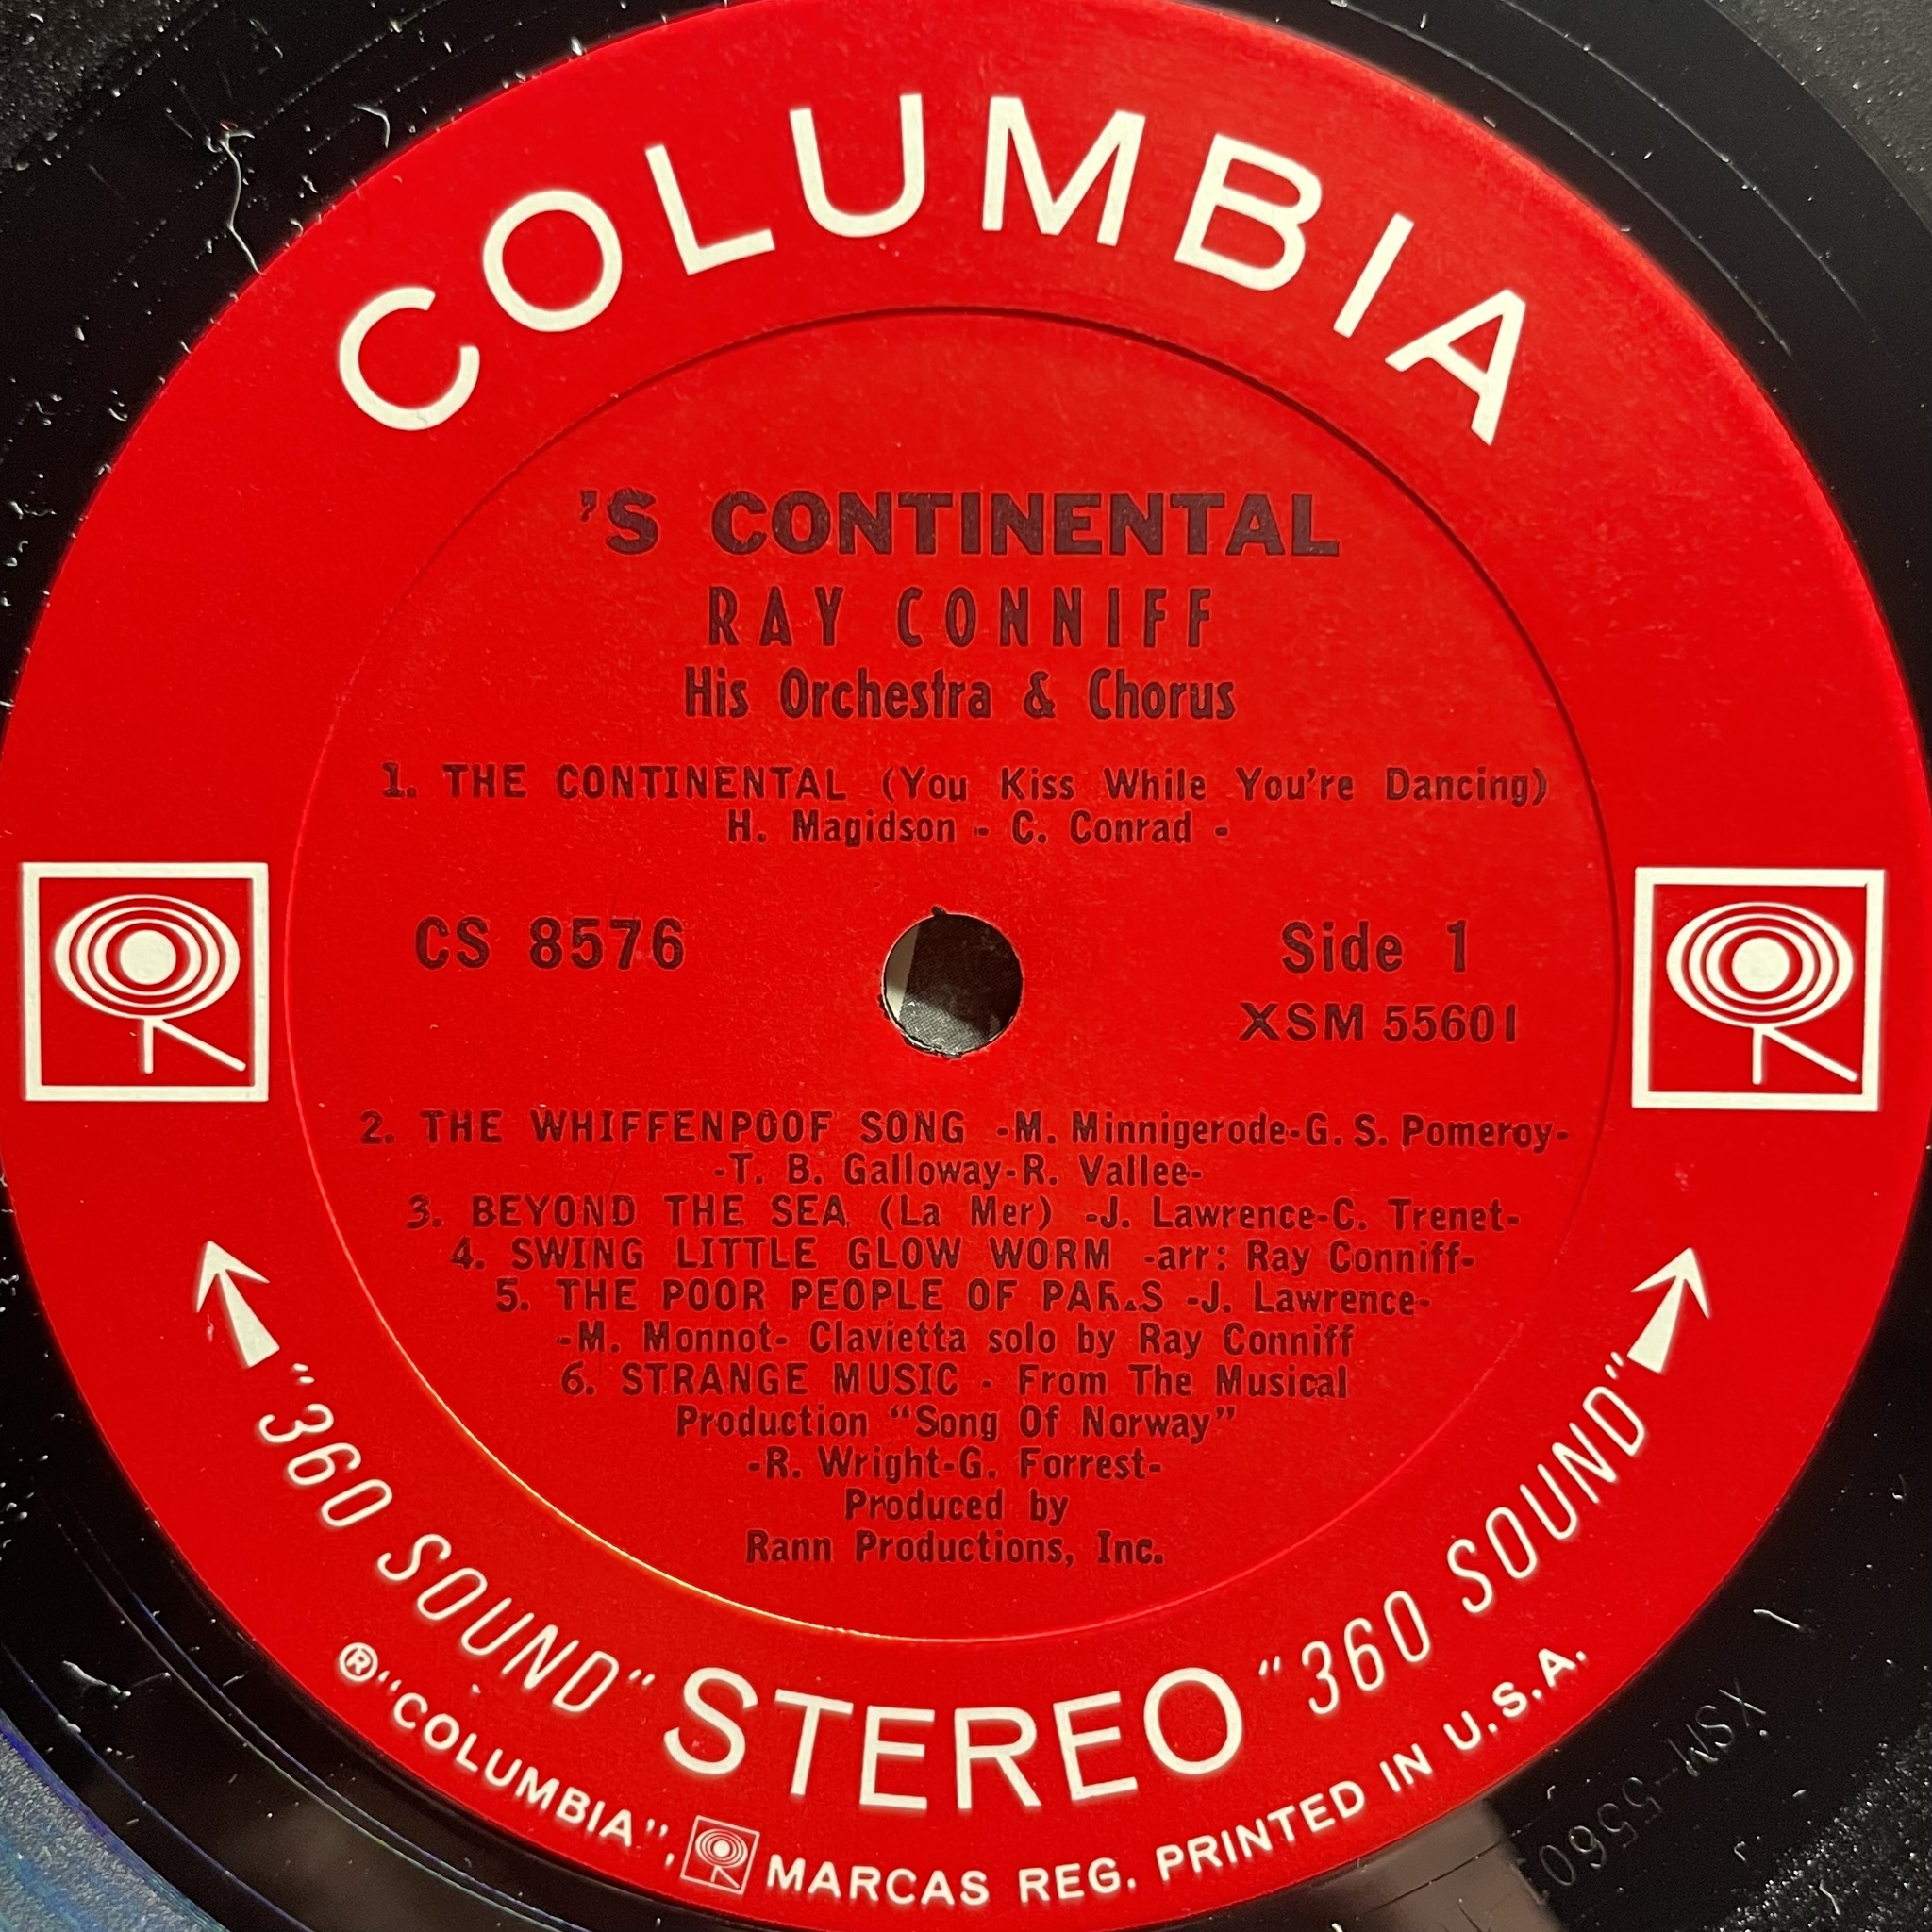 COLUMBIA
'S CONTINENTAL
RAY CONNIFF
His Orchestra & Chorus
1. THE CONTINENTAL (You Kiss While You're Dancing)
H. Magidson - C. Conrad -
CS 8576
Side 1
XSM 55601
2. THE WHIFFENPOOF SONG -M. Minnigerode-G. S. Pomeroy-
-T. B. Galloway-R. Vallee-
3. BEYOND THE SEA (La Mer) -J. Lawrence-C. Trenet-
4. SWING LITTLE GLOW WORM -arr: Ray Conniff-
5. THE POOR PEOPLE OF PARIS -J. Lawrence-
-M. Monnot- Clavietta solo by Ray Conniff
6. STRANGE MUSIC - From The Musical
Production "Song Of Norway"
-R. Wright-G. Forrest-
Produced by
Rann Productions, Inc.
"360 SOUND" STEREO "360 SOUND"
®"COLUMBIA", MARCAS REG. PRINTED IN U.S.A.
XSM-55601